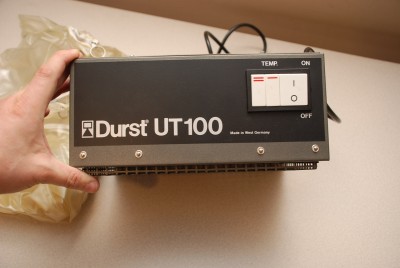 TEMP. ON
I
O
Durst® UT100
Made in West Germany
OFF